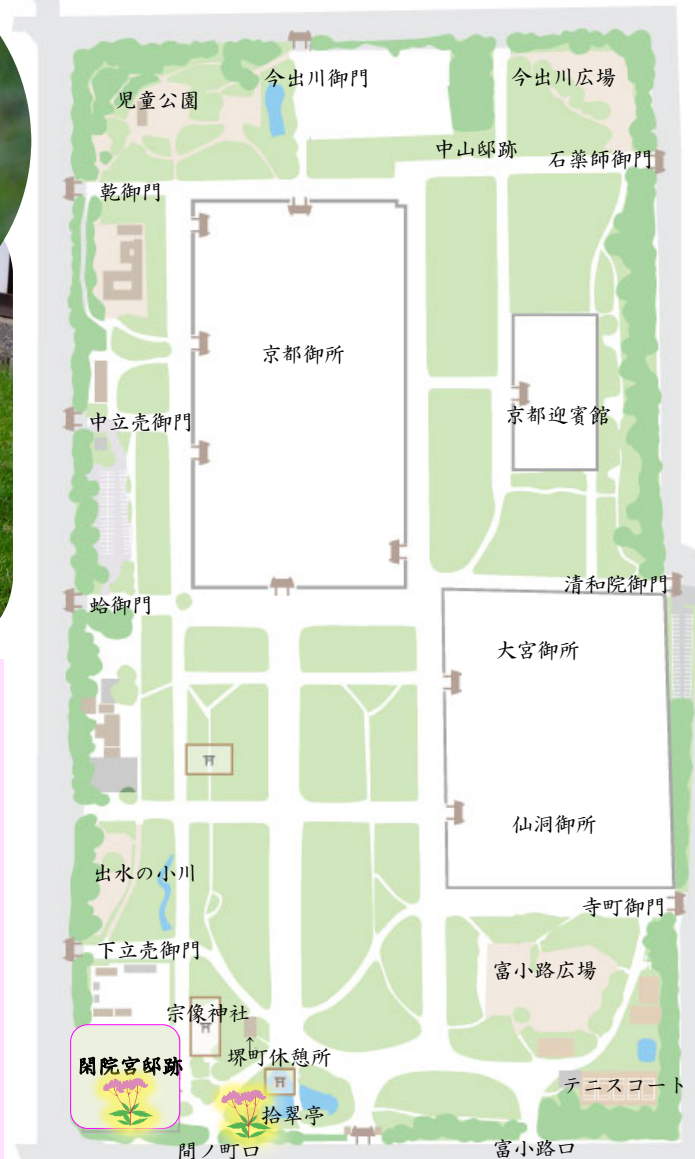 今出川御門
今出川広場
児童公園
中山邸跡
石薬師御門
乾御門
京都御所
京都迎賓館
中立売御門
清和院御門
蛤御門
大宮御所
仙洞御所
出水の小川
寺町御門
下立売御門
富小路広場
宗像神社
↑
堺町休憩所
閑院宮邸跡
テニスコート
拾翠亭
間ノ町口
富小路口